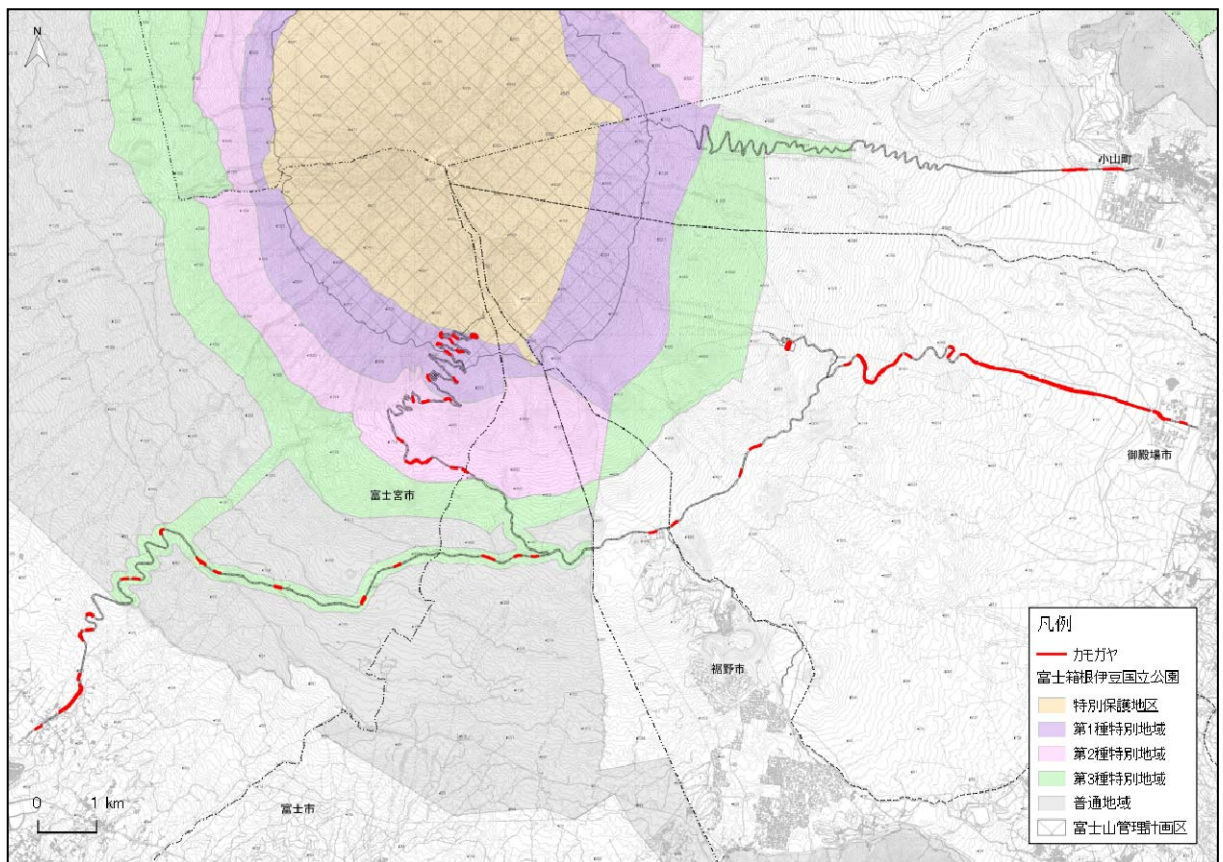 N
小山町
御殿場市
富士宮市
裾野市
富士市
0 1 km
凡例
カモガヤ
富士箱根伊豆国立公園
特別保護地区
第1種特別地域
第2種特別地域
第3種特別地域
普通地域
富士山管理計画区